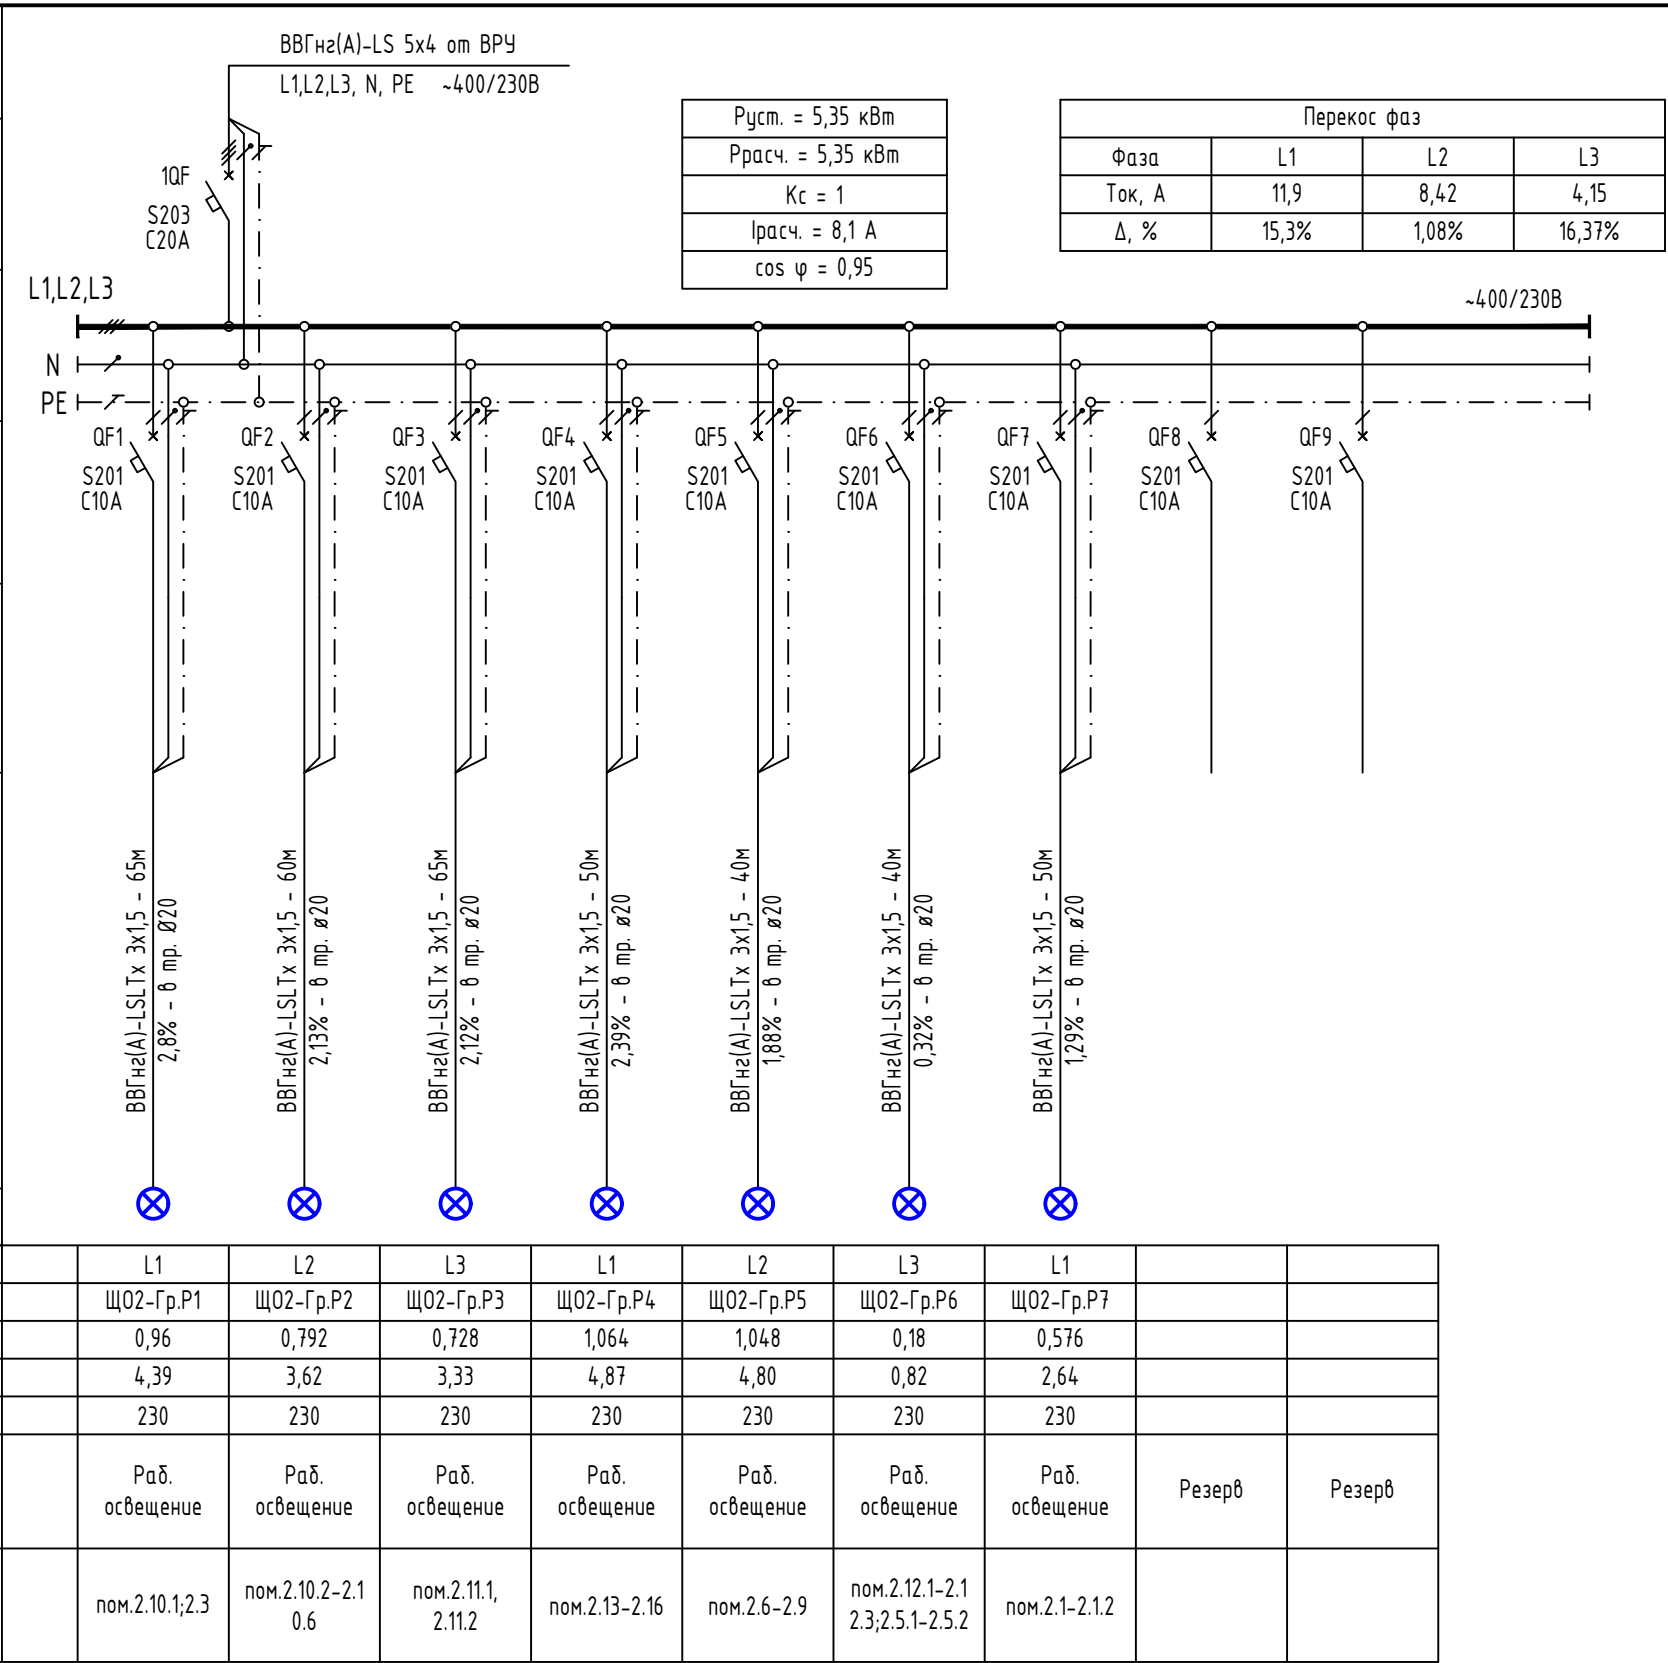 ВВГнг(А)-LS 5х4 от ВРУ
L1,L2,L3, N, PE ~400/230В
1QF
S203
C20A
Руст. = 5,35 кВт
Ррасч. = 5,35 кВт
Кс = 1
Iрасч. = 8,1 А
cos φ = 0,95
Перекос фаз
Фаза L1 L2 L3
Ток, А 11,9 8,42 4,15
Δ, % 15,3% 1,08% 16,37%
L1,L2,L3
~400/230В
N
PE
QF1 QF2 QF3 QF4 QF5 QF6 QF7 QF8 QF9
S201 S201 S201 S201 S201 S201 S201 S201 S201
C10A C10A C10A C10A C10A C10A C10A C10A C10A
ВВГнг(А)-LSLTx 3х1,5 - 65м
2,8% - в тр. Ø20
ВВГнг(А)-LSLTx 3х1,5 - 60м
2,13% - в тр. ø20
ВВГнг(А)-LSLTx 3х1,5 - 65м
2,12% - в тр. ø20
ВВГнг(А)-LSLTx 3х1,5 - 50м
2,39% - в тр. ø20
ВВГнг(А)-LSLTx 3х1,5 - 40м
1,88% - в тр. ø20
ВВГнг(А)-LSLTx 3х1,5 - 40м
0,32% - в тр. ø20
ВВГнг(А)-LSLTx 3х1,5 - 50м
1,29% - в тр. ø20
L1 L2 L3 L1 L2 L3 L1
ЩО2-Гр.Р1 ЩО2-Гр.Р2 ЩО2-Гр.Р3 ЩО2-Гр.Р4 ЩО2-Гр.Р5 ЩО2-Гр.Р6 ЩО2-Гр.Р7
0,96 0,792 0,728 1,064 1,048 0,18 0,576
4,39 3,62 3,33 4,87 4,80 0,82 2,64
230 230 230 230 230 230 230
Раб. Раб. Раб. Раб. Раб. Раб. Раб.
освещение освещение освещение освещение освещение освещение освещение
Резерв Резерв
пом.2.10.1;2.3
пом.2.10.2-2.1
0.6
пом.2.11.1,
2.11.2
пом.2.13-2.16
пом.2.6-2.9
пом.2.12.1-2.1
2.3;2.5.1-2.5.2
пом.2.1-2.1.2